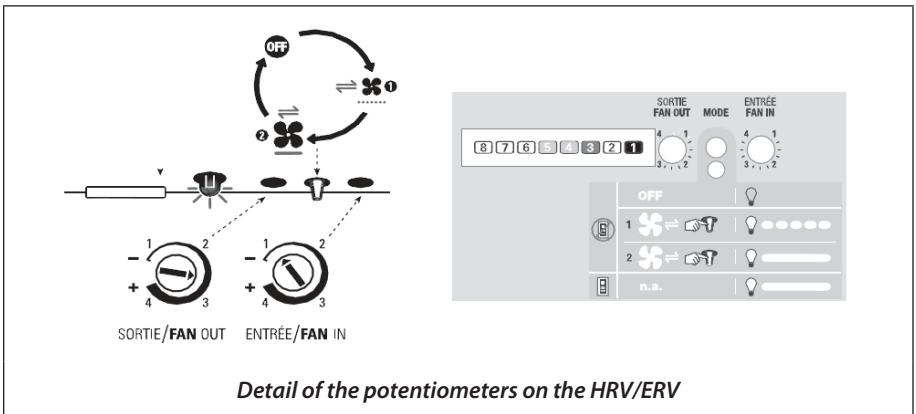 OFF
1
2
1 2
− + 4 3
1 2
− + 4 3
SORTIE/FAN OUT ENTRÉE/FAN IN
SORTIE
FAN OUT MODE ENTRÉE
FAN IN
4 1
3 2
4 1
3 2
8 7 6 5 4 3 2 1
OFF
1
2
n.a.
Detail of the potentiometers on the HRV/ERV